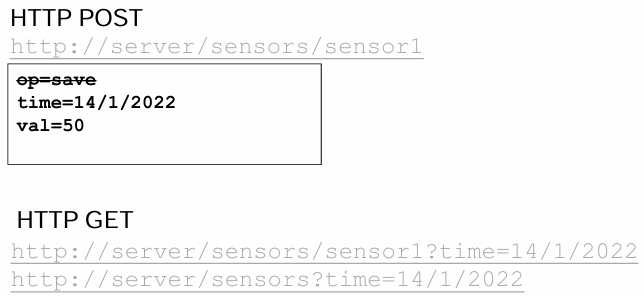 HTTP POST
http://server/sensors/sensor1
op=save
time=14/1/2022
val=50
HTTP GET
http://server/sensors/sensor1?time=14/1/2022
http://server/sensors?time=14/1/2022